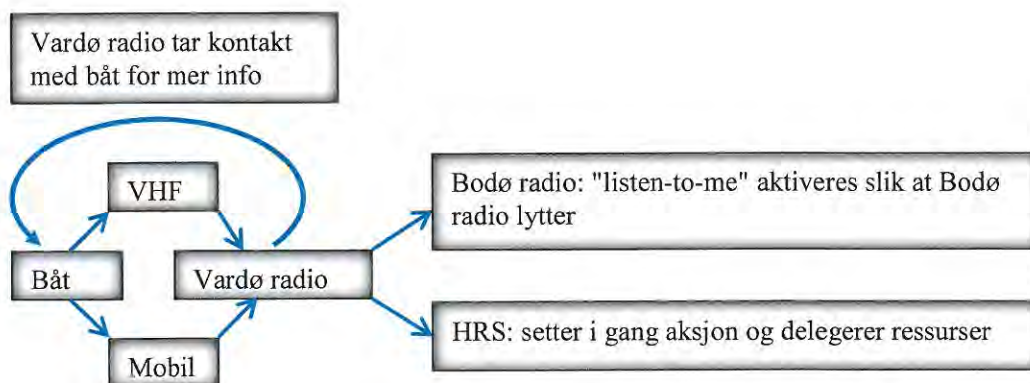 Vardø radio tar kontakt
med båt for mer info
VHF
Båt
Vardø radio
Mobil
Bodø radio: "listen-to-me" aktiveres slik at Bodø
radio lytter
HRS: setter i gang aksjon og delegerer ressurser